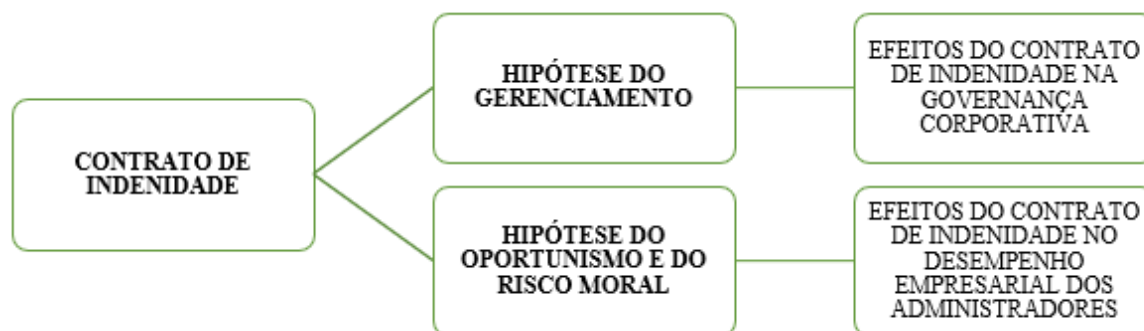 CONTRATO DE
INDENIDADE
HIPÓTESE DO
GERENCIAMENTO
EFEITOS DO CONTRATO
DE INDENIDADE NA
GOVERNANÇA
CORPORATIVA
HIPÓTESE DO
OPORTUNISMO E DO
RISCO MORAL
EFEITOS DO CONTRATO
DE INDENIDADE NO
DESEMPENHO
EMPRESARIAL DOS
ADMINISTRADORES